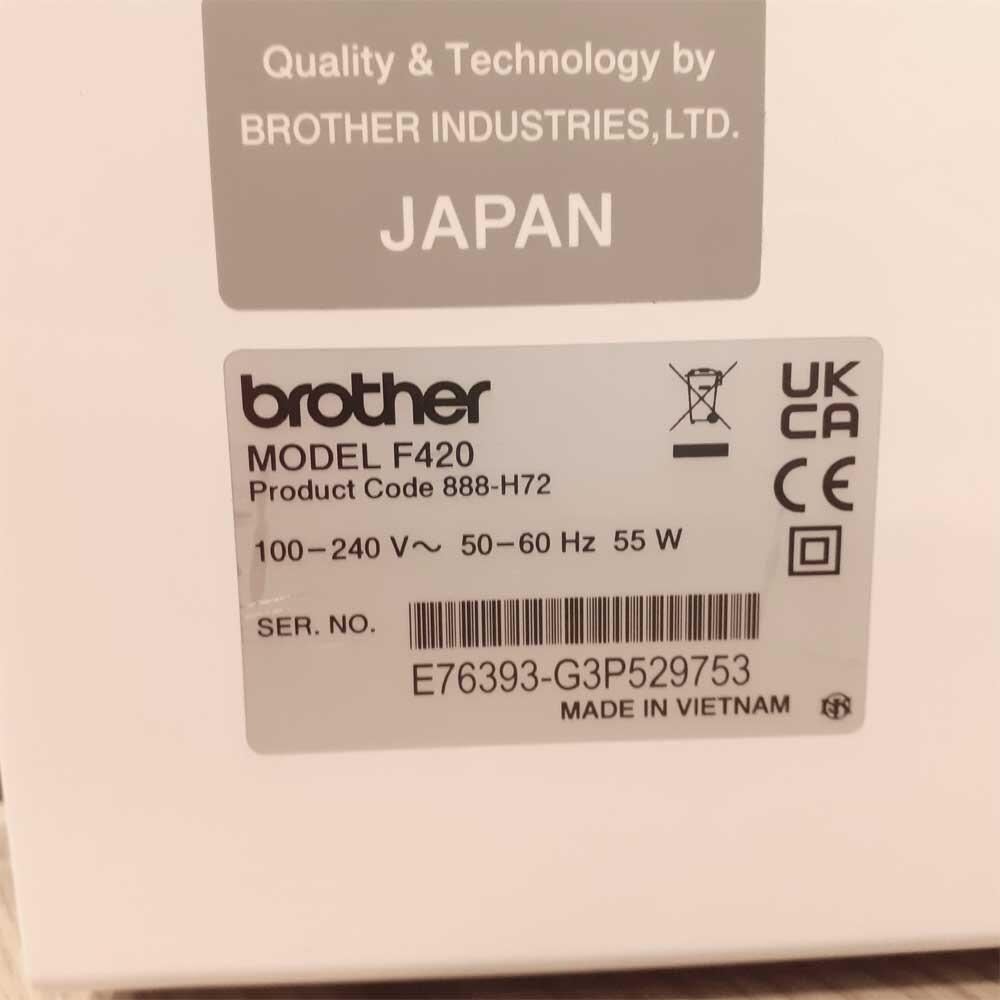 Quality & Technology by
BROTHER INDUSTRIES,LTD.
JAPAN
brother
MODEL F420
Product Code 888-H72
UK
CA
CE
100-240 V~ 50-60 Hz 55 W
SER. NO.
E76393-G3P529753
MADE IN VIETNAM